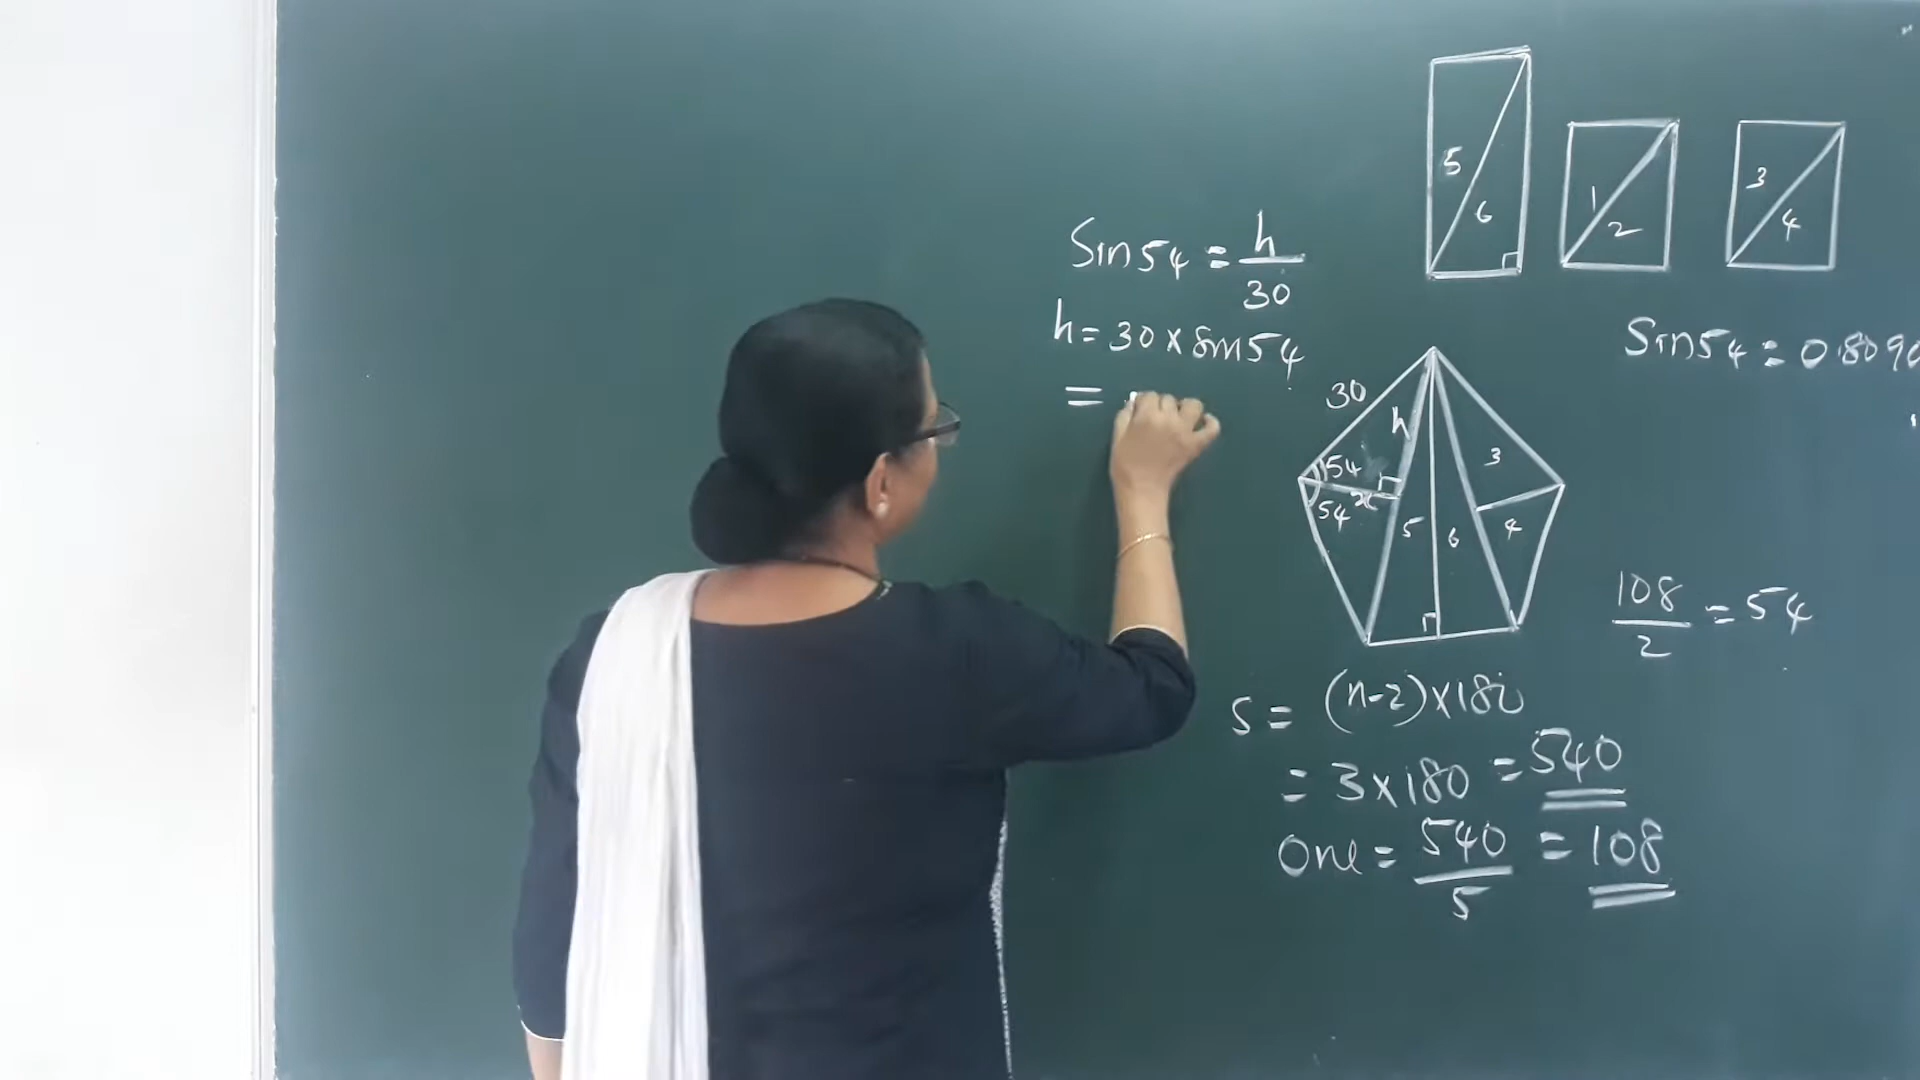 5
6
1
2
3
4
Sin54 = h/30
h = 30 × Sin54
=
Sin54 = 0.8090
30
h
54
54
x
5
6
3
4
108/2 = 54
S = (n-2)×180
= 3×180 = 540
One = 540/5 = 108